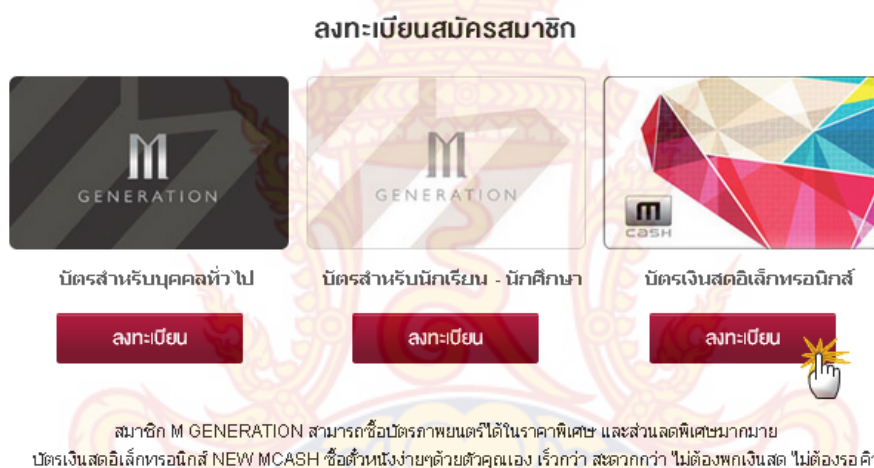 ลงทะเบียนสมัครสมาชิก
M
GENERATION
M
GENERATION
m
CASH
บัตรสำหรับบุคคลทั่วไป
บัตรสำหรับนักเรียน - นักศึกษา
บัตรเงินสดอิเล็กทรอนิกส์
ลงทะเบียน
ลงทะเบียน
ลงทะเบียน
สมาชิก M GENERATION สามารถซื้อบัตรภาพยนตร์ได้ในราคาพิเศษ และส่วนลดพิเศษมากมาย
บัตรเงินสดอิเล็กทรอนิกส์ NEW MCASH ซื้อตั๋วหนังง่ายๆด้วยตัวคุณเอง เร็วกว่า สะดวกกว่า ไม่ต้องพกเงินสด ไม่ต้องรอคิว